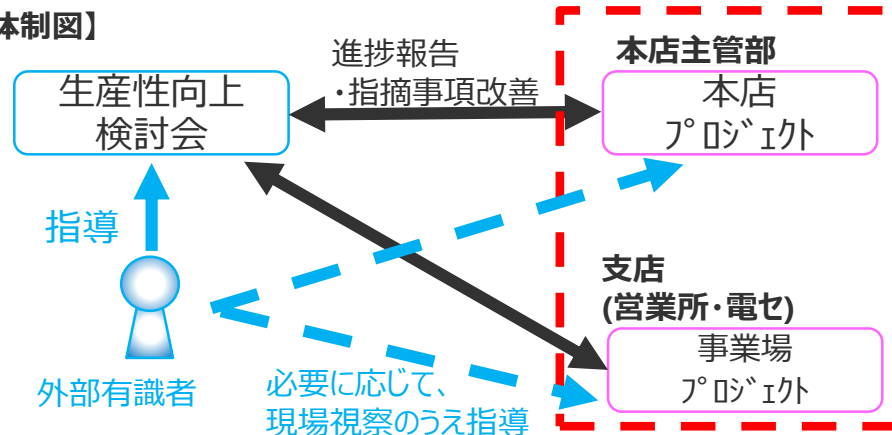 体制図】
進捗報告
・指摘事項改善
本店主管部
生産性向上
検討会
本店
ﾌﾟﾛｼﾞｪｸﾄ
指導
支店
(営業所・電セ)
事業場
ﾌﾟﾛｼﾞｪｸﾄ
外部有識者
必要に応じて、
現場視察のうえ指導